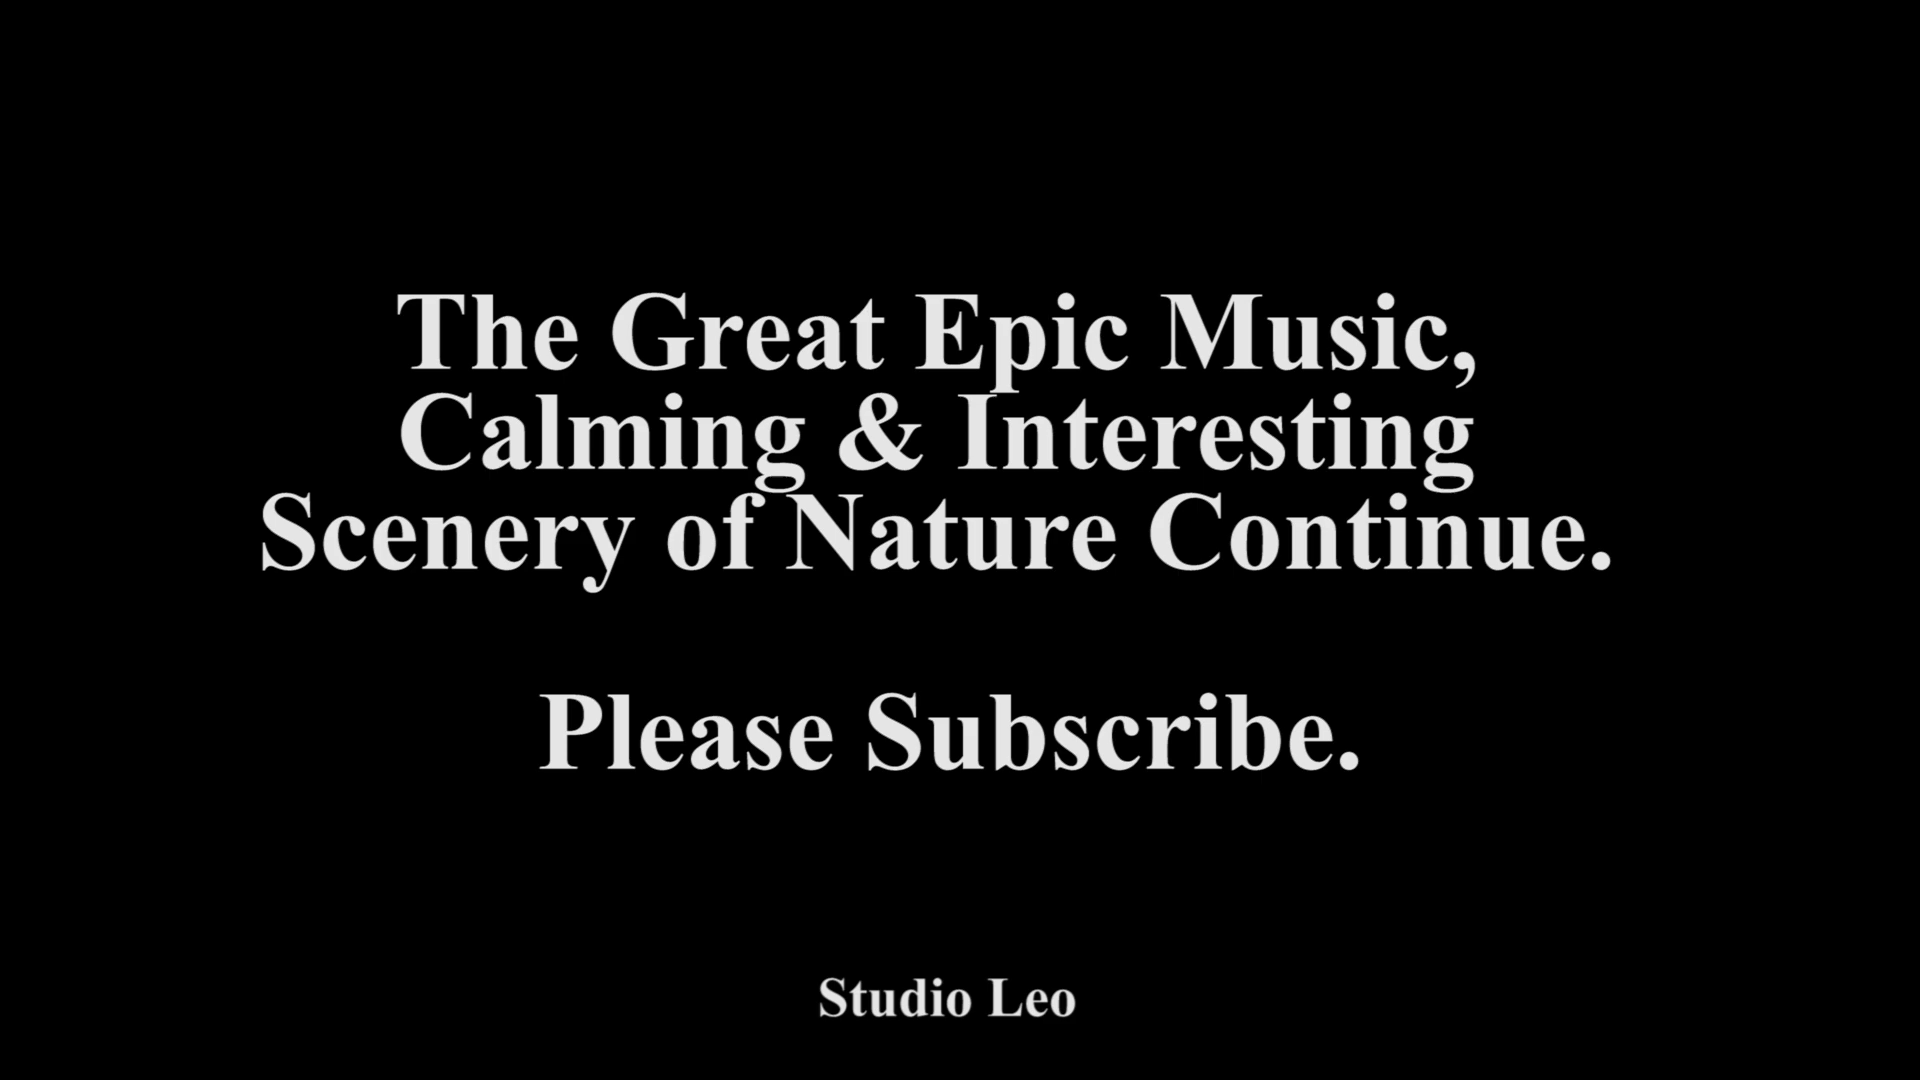 The Great Epic Music,
Calming & Interesting
Scenery of Nature Continue.
Please Subscribe.
Studio Leo